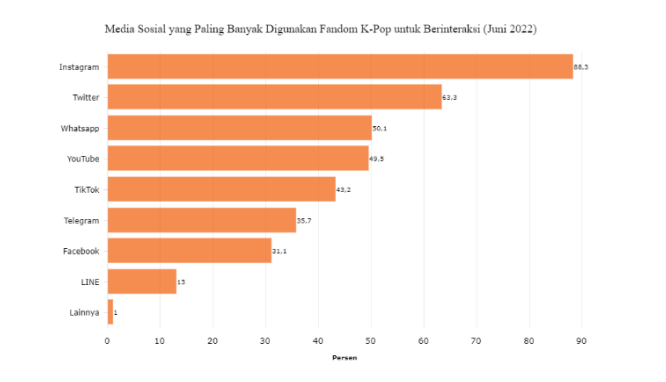 Media Sosial yang Paling Banyak Digunakan Fandom K-Pop untuk Berinteraksi (Juni 2022)
Instagram 88,3
Twitter 63,3
Whatsapp 50,1
YouTube 49,5
TikTok 43,2
Telegram 35,7
Facebook 31,1
LINE 13
Lainnya 1
0 10 20 30 40 50 60 70 80 90
Persen